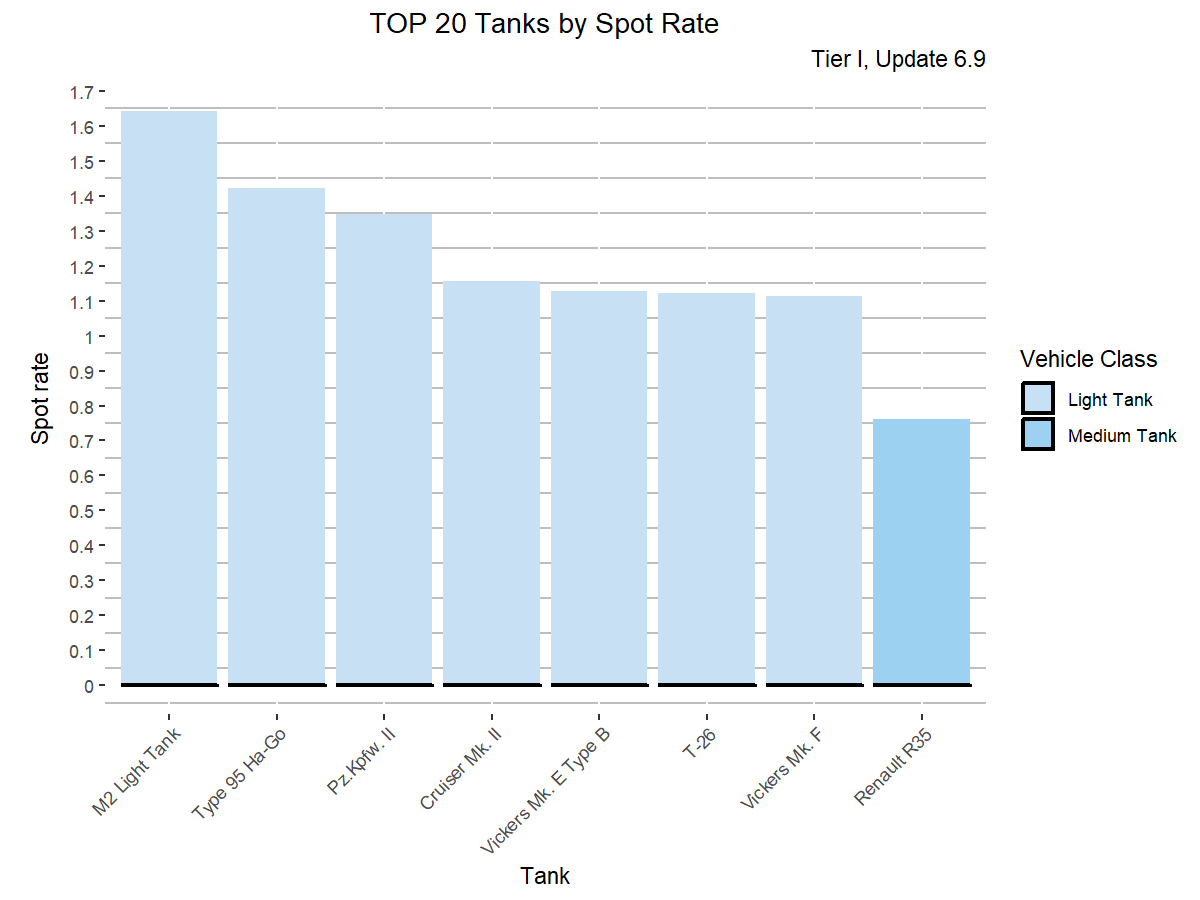 TOP 20 Tanks by Spot Rate
Tier I, Update 6.9
Spot rate
1.7
1.6
1.5
1.4
1.3
1.2
1.1
1
0.9
0.8
0.7
0.6
0.5
0.4
0.3
0.2
0.1
0
M2 Light Tank
Type 95 Ha-Go
Pz.Kpfw. II
Cruiser Mk. II
Vickers Mk. E Type B
T-26
Vickers Mk. F
Renault R35
Tank
Vehicle Class
Light Tank
Medium Tank